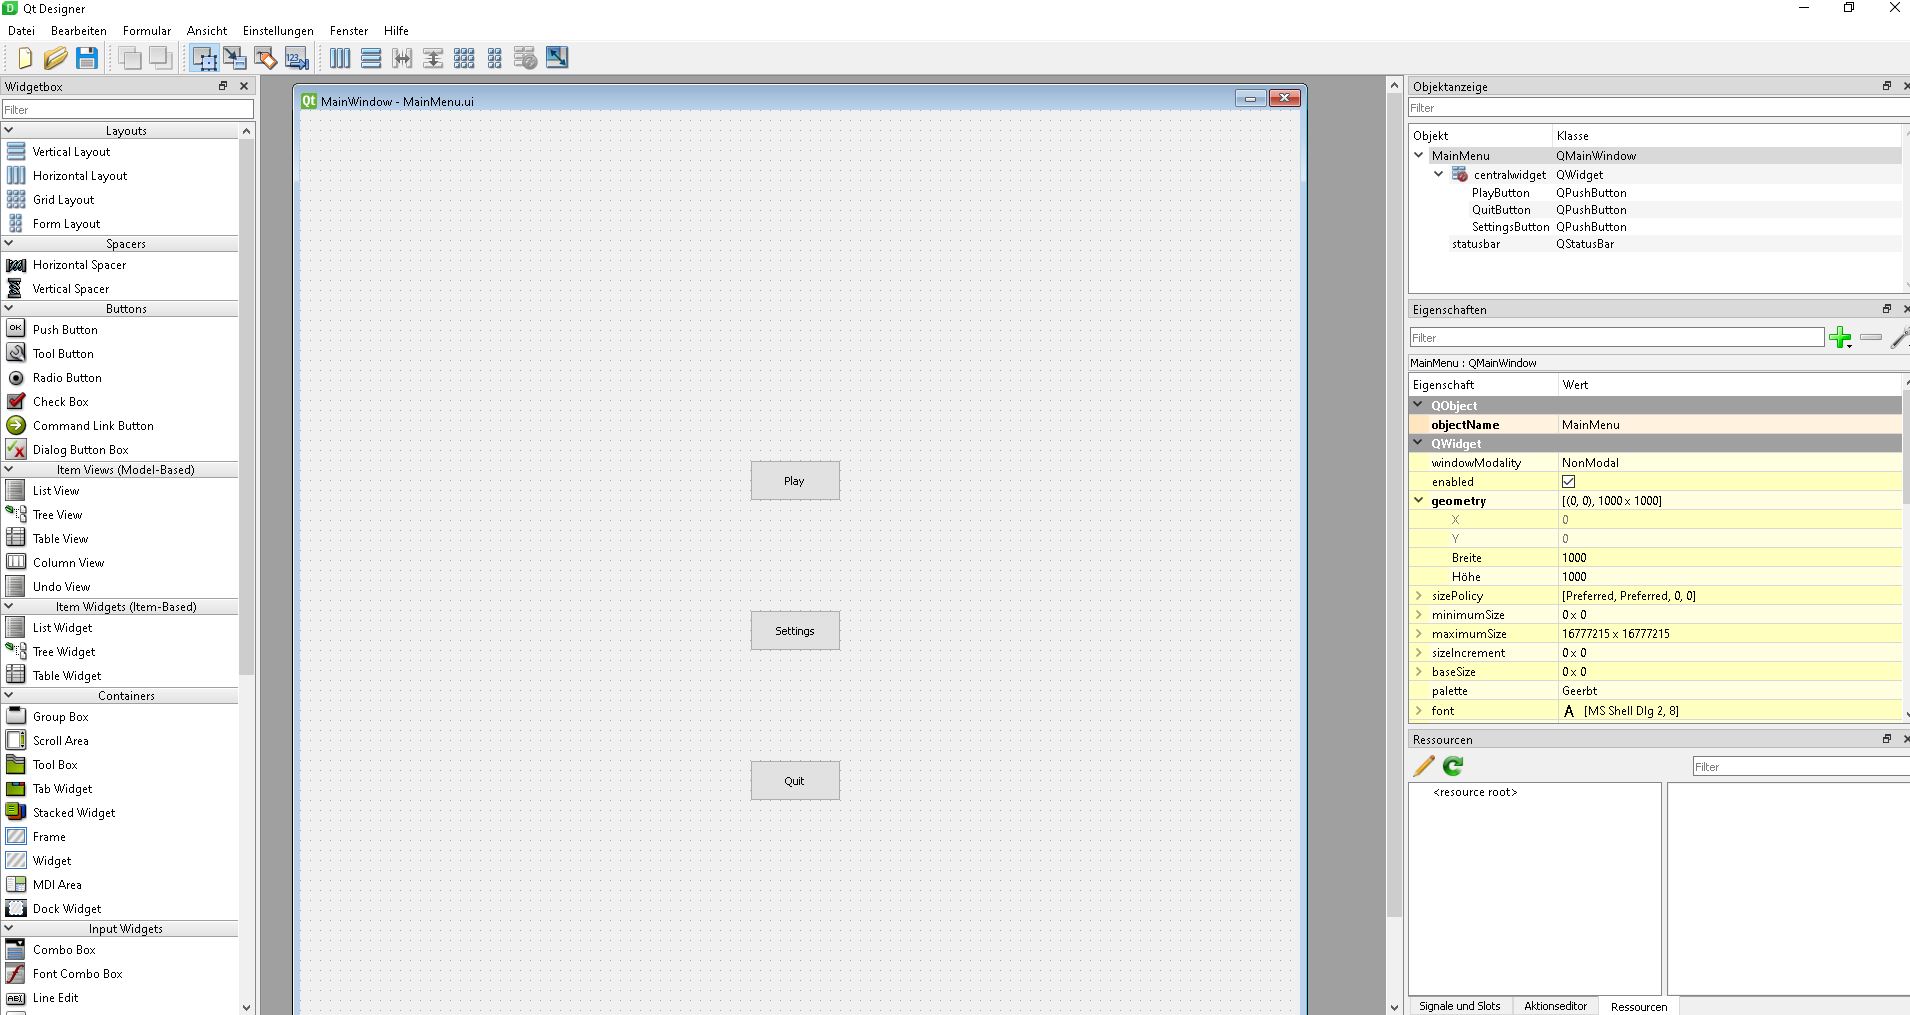 Qt Designer
Datei Bearbeiten Formular Ansicht Einstellungen Fenster Hilfe
Widgetbox
Filter
Layouts
Vertical Layout
Horizontal Layout
Grid Layout
Form Layout
Spacers
Horizontal Spacer
Vertical Spacer
Buttons
OK Push Button
Tool Button
Radio Button
Check Box
Command Link Button
Dialog Button Box
Item Views (Model-Based)
List View
Tree View
Table View
Column View
Undo View
Item Widgets (Item-Based)
List Widget
Tree Widget
Table Widget
Containers
Group Box
Scroll Area
Tool Box
Tab Widget
Stacked Widget
Frame
Widget
MDI Area
Dock Widget
Input Widgets
Combo Box
Font Combo Box
ABI Line Edit
Qt MainWindow - MainMenu.ui
Play
Settings
Quit
Objektanzeige
Filter
Objekt Klasse
MainMenu QMainWindow
centralwidget QWidget
PlayButton QPushButton
QuitButton QPushButton
SettingsButton QPushButton
statusbar QStatusBar
Eigenschaften
Filter
MainMenu : QMainWindow
Eigenschaft Wert
QObject
objectName MainMenu
QWidget
windowModality NonModal
enabled
geometry [(0, 0), 1000 x 1000]
X 0
Y 0
Breite 1000
Höhe 1000
sizePolicy [Preferred, Preferred, 0, 0]
minimumSize 0 x 0
maximumSize 16777215 x 16777215
sizeIncrement 0 x 0
baseSize 0 x 0
palette Geerbt
font A [MS Shell Dlg 2, 8]
Ressourcen
Filter
<resource root>
Signale und Slots Aktionseditor Ressourcen